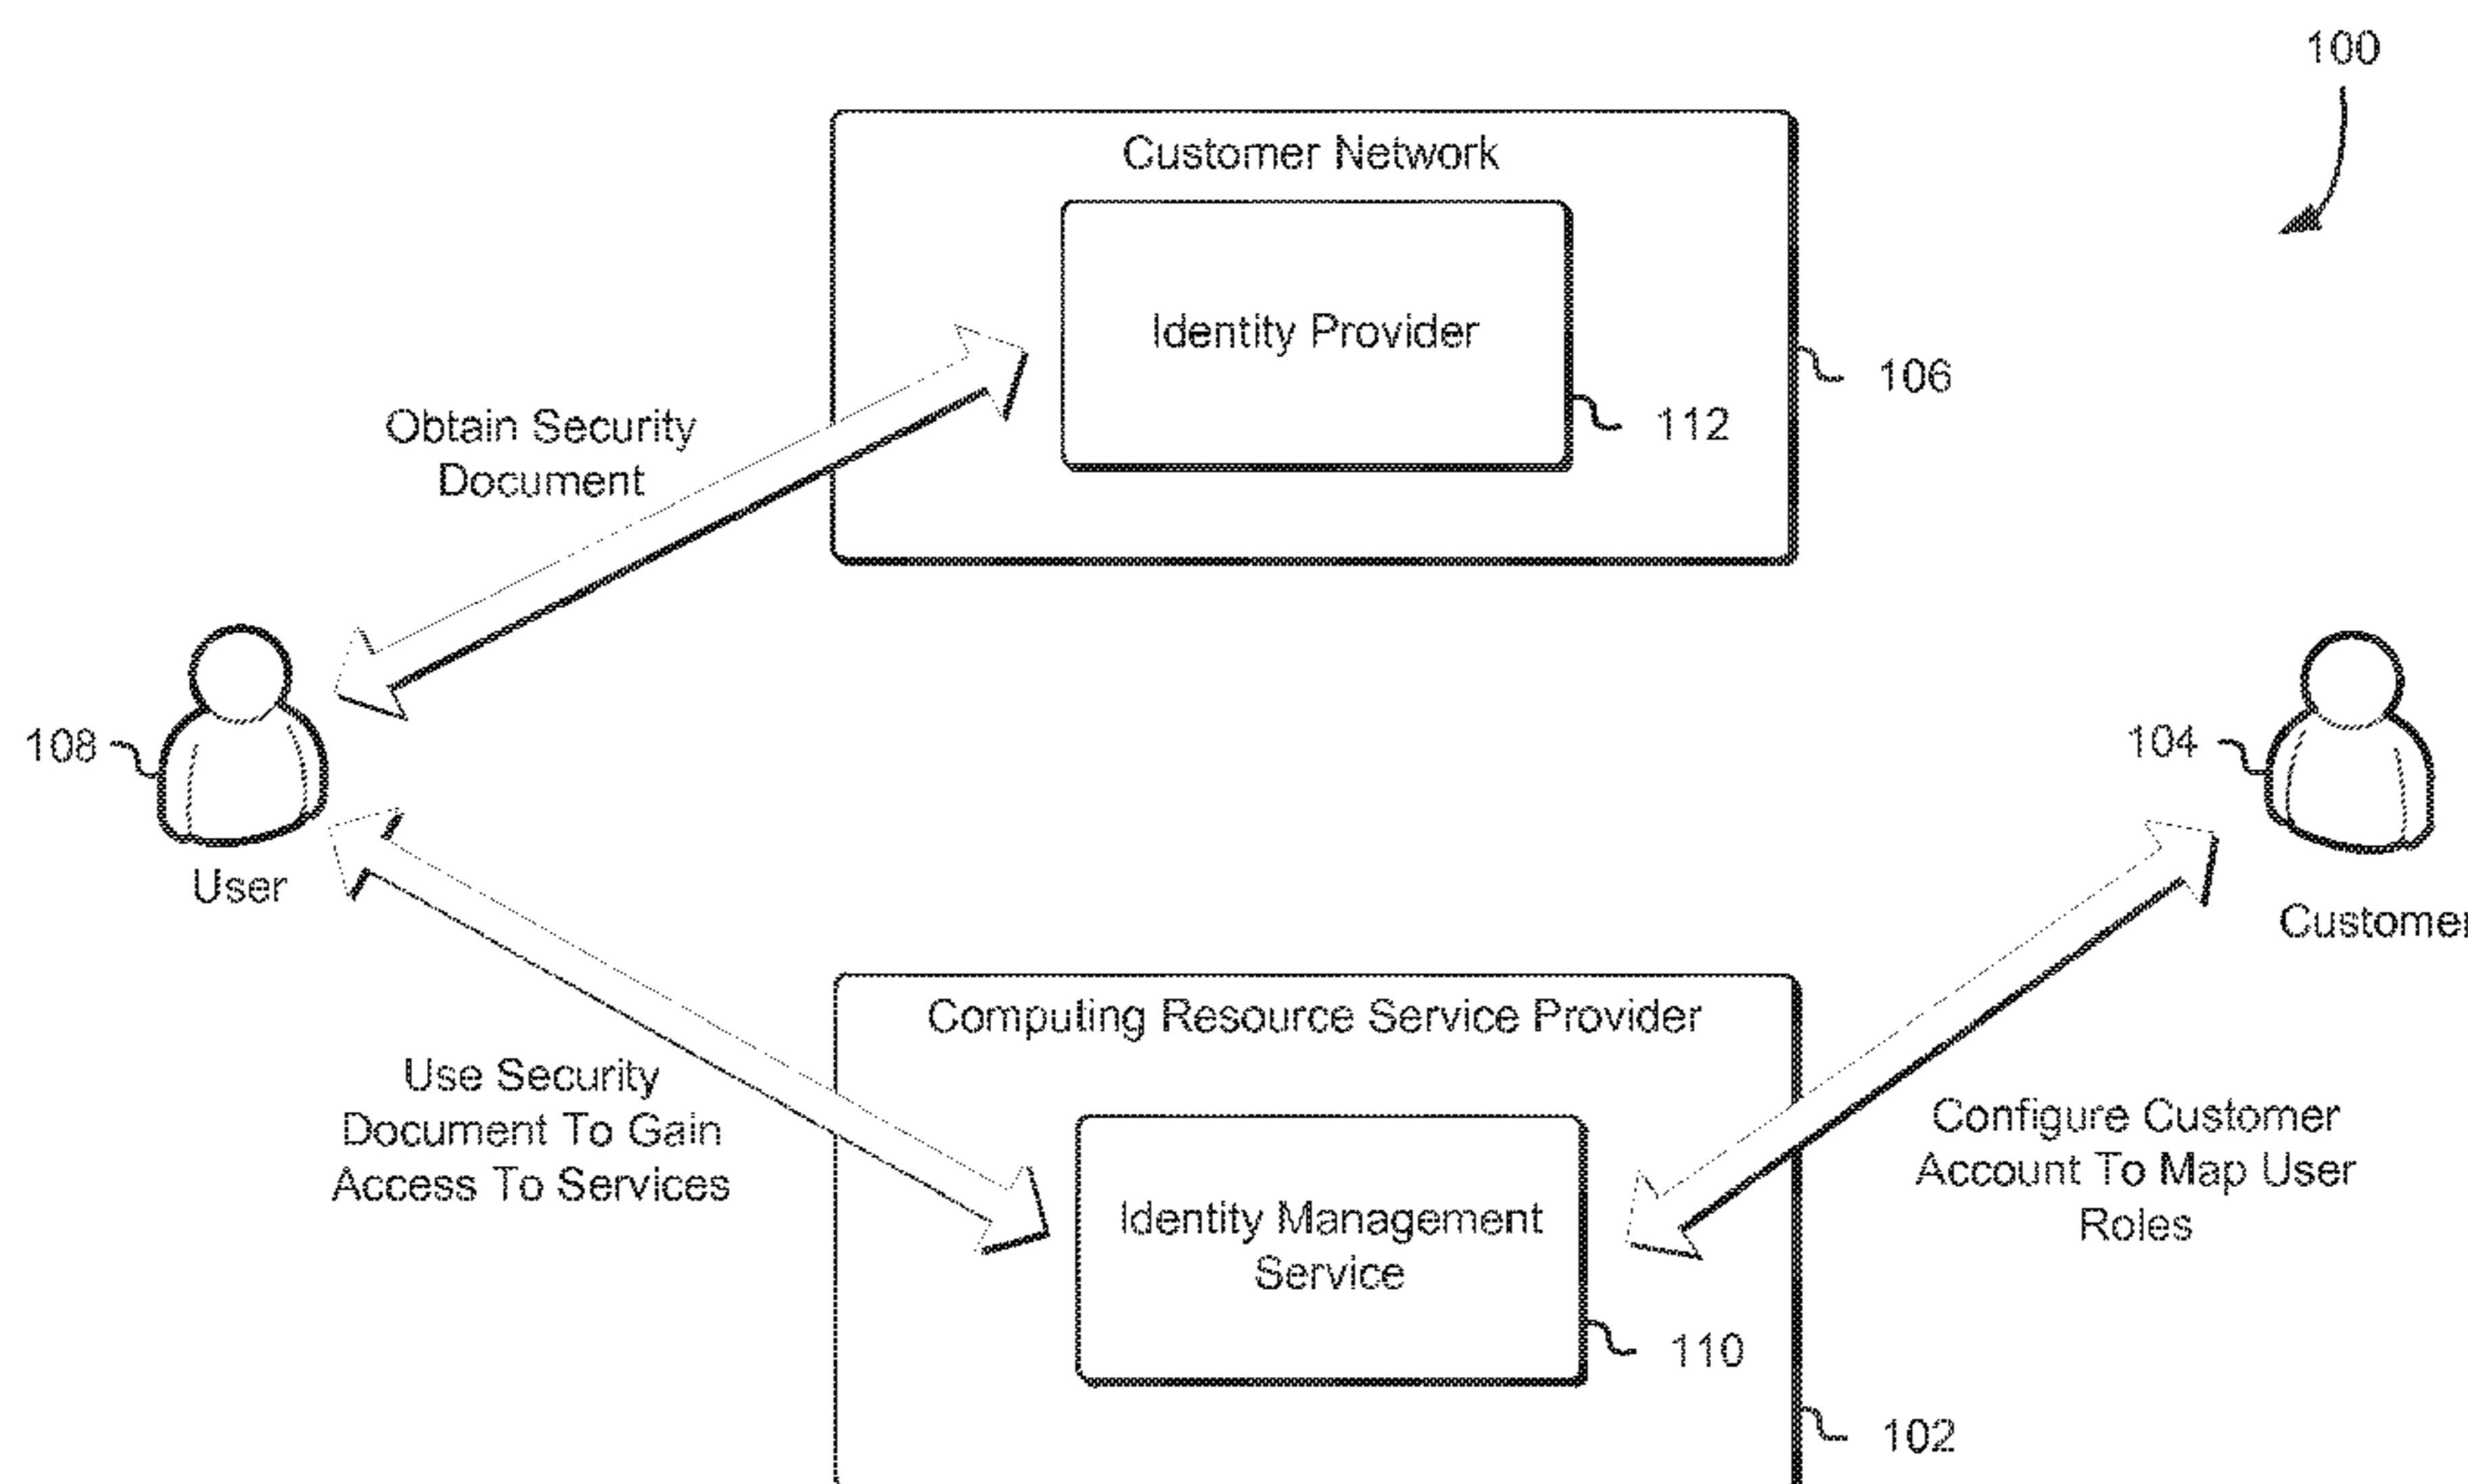 100
Customer Network
Identity Provider
106
112
Obtain Security
Document
108
User
104
Customer
Computing Resource Service Provider
Use Security
Document To Gain
Access To Services
Configure Customer
Account To Map User
Roles
Identity Management
Service
110
102